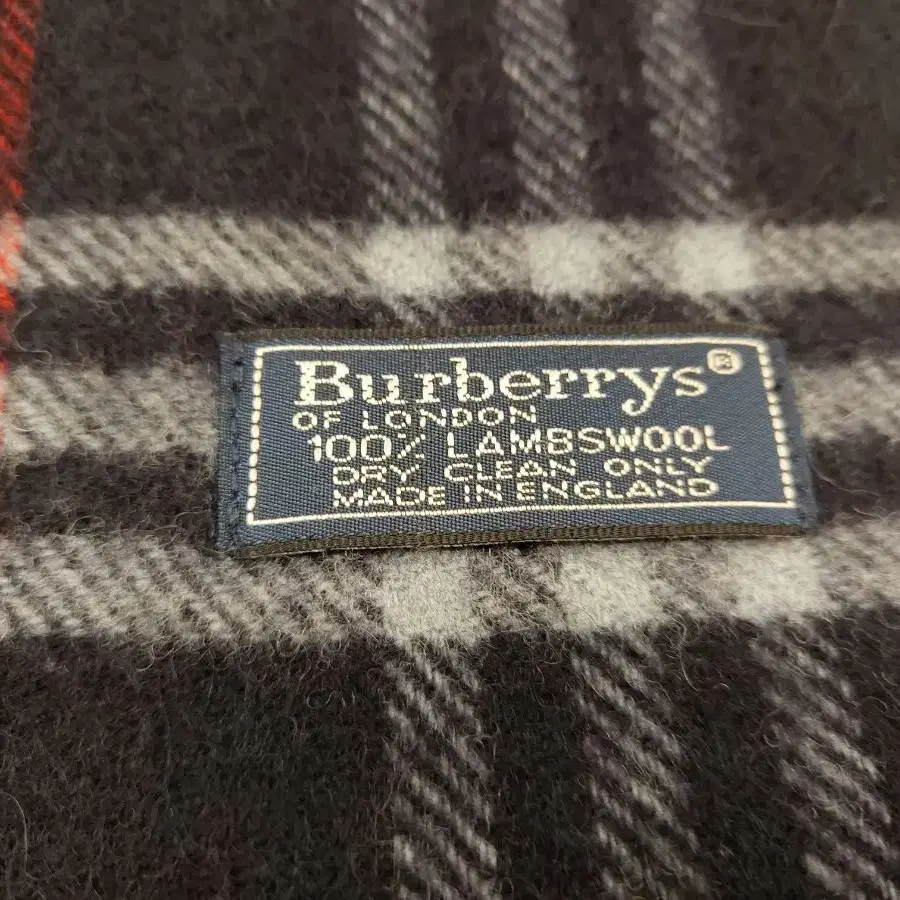 Burberrys®
OF LONDON
100% LAMBSWOOL
DRY CLEAN ONLY
MADE IN ENGLAND